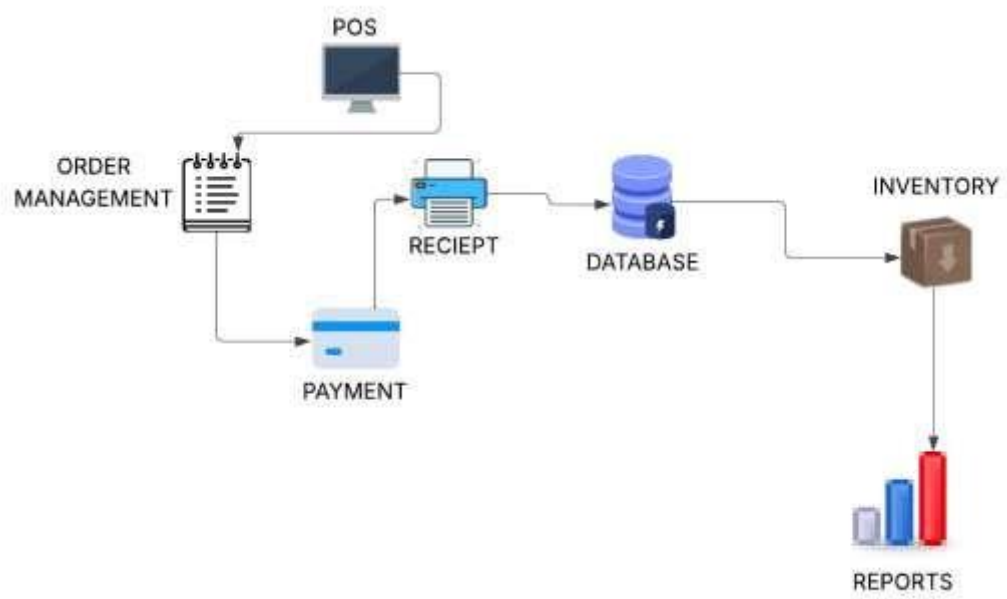 POS
ORDER
MANAGEMENT
RECIEPT
DATABASE
INVENTORY
PAYMENT
REPORTS